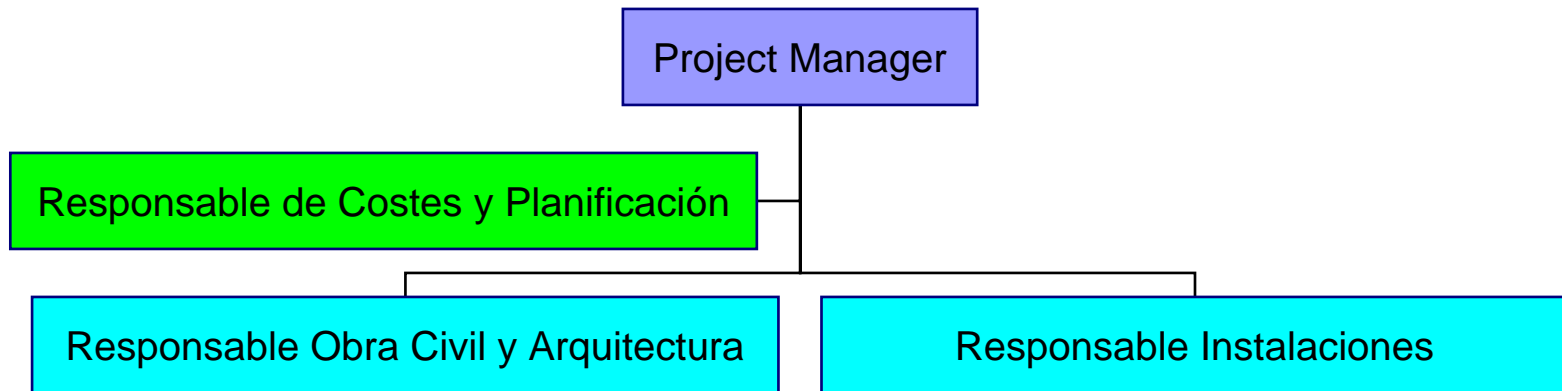 Project Manager
Responsable de Costes y Planificación
Responsable Obra Civil y Arquitectura
Responsable Instalaciones